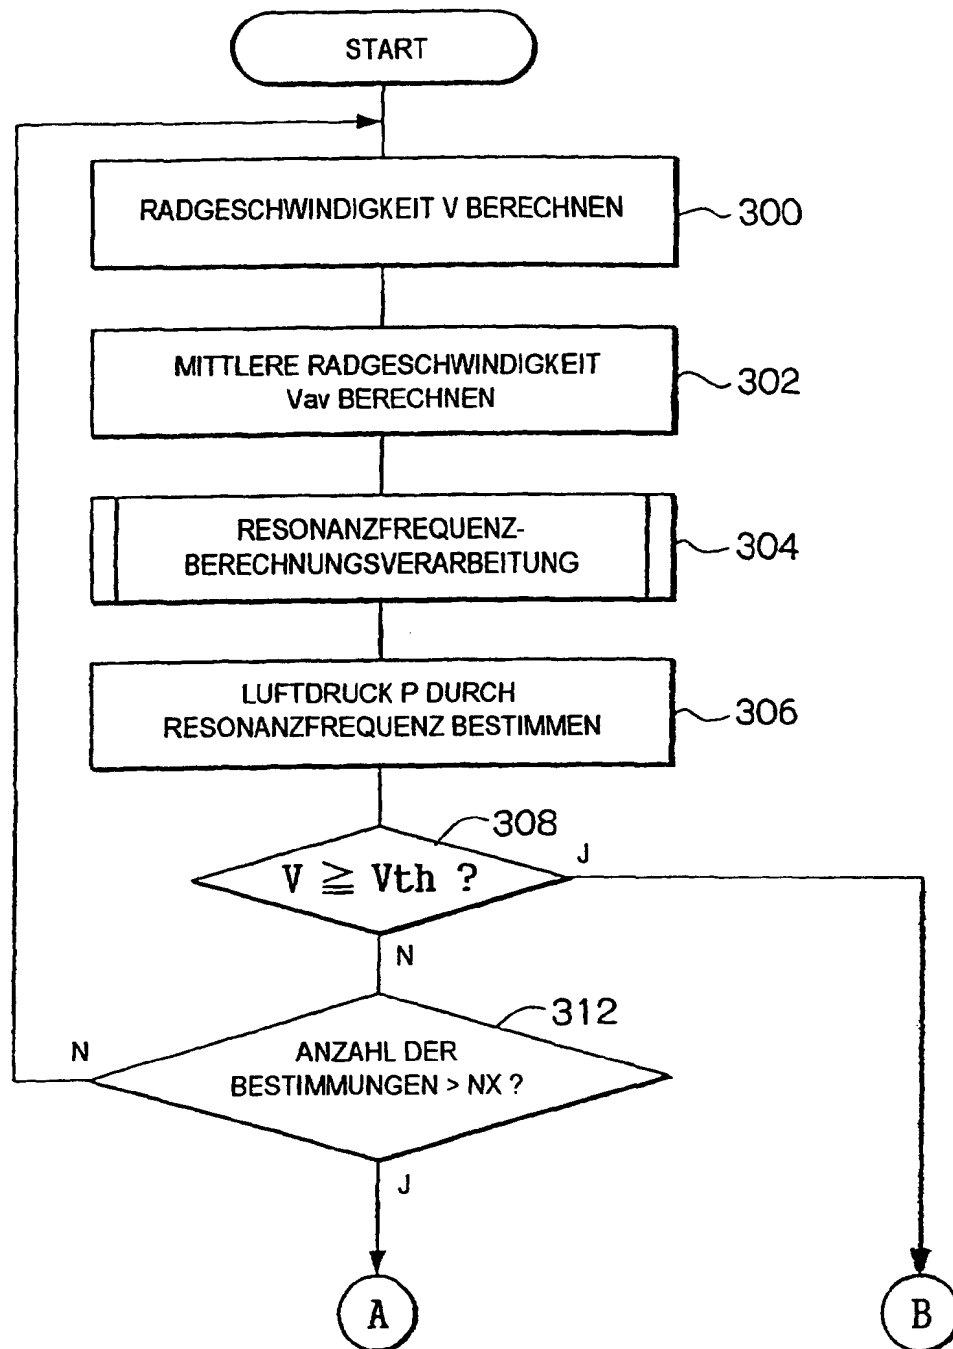 START
RADGESCHWINDIGKEIT V BERECHNEN
300
MITTLERE RADGESCHWINDIGKEIT
Vav BERECHNEN
302
RESONANZFREQUENZ-
BERECHNUNGSVERARBEITUNG
304
LUFTDRUCK P DURCH
RESONANZFREQUENZ BESTIMMEN
306
308
V ≧ Vth ?
J
N
312
N
ANZAHL DER
BESTIMMUNGEN > NX ?
J
A
B